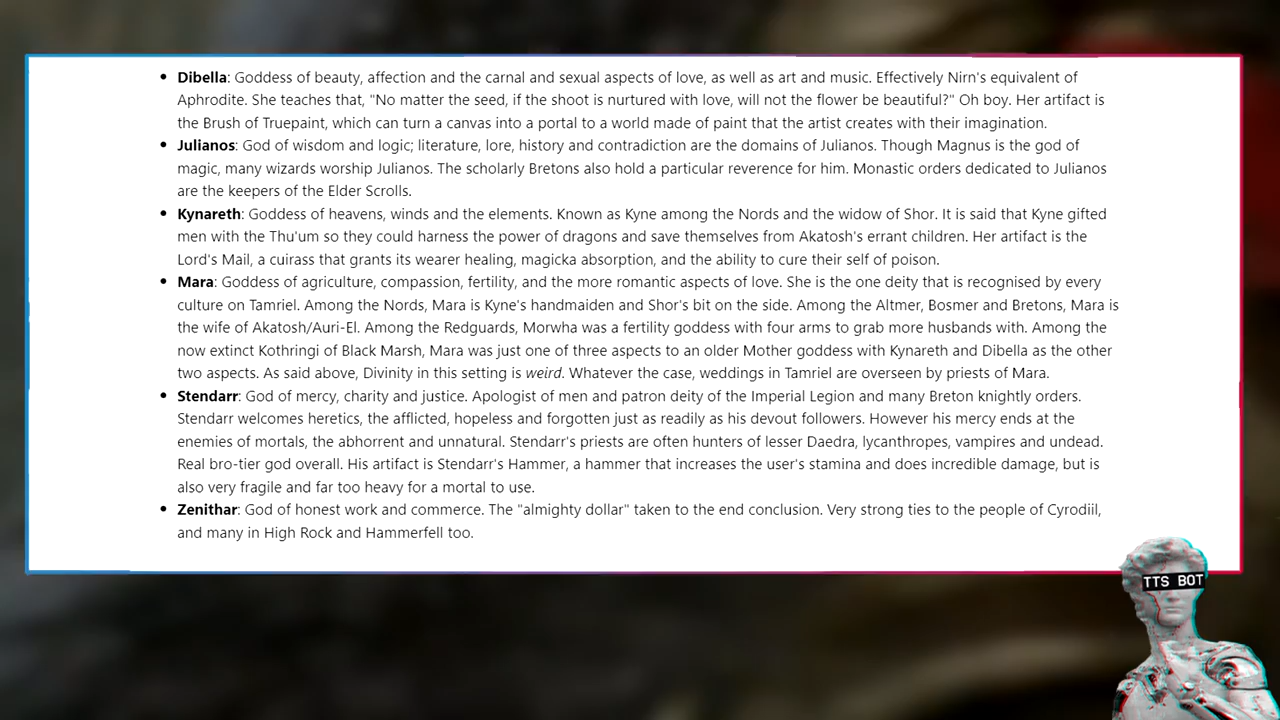 • Dibella: Goddess of beauty, affection and the carnal and sexual aspects of love, as well as art and music. Effectively Nirn's equivalent of
Aphrodite. She teaches that, "No matter the seed, if the shoot is nurtured with love, will not the flower be beautiful?" Oh boy. Her artifact is
the Brush of Truepaint, which can turn a canvas into a portal to a world made of paint that the artist creates with their imagination.
• Julianos: God of wisdom and logic; literature, lore, history and contradiction are the domains of Julianos. Though Magnus is the god of
magic, many wizards worship Julianos. The scholarly Bretons also hold a particular reverence for him. Monastic orders dedicated to Julianos
are the keepers of the Elder Scrolls.
• Kynareth: Goddess of heavens, winds and the elements. Known as Kyne among the Nords and the widow of Shor. It is said that Kyne gifted
men with the Thu'um so they could harness the power of dragons and save themselves from Akatosh's errant children. Her artifact is the
Lord's Mail, a cuirass that grants its wearer healing, magicka absorption, and the ability to cure their self of poison.
• Mara: Goddess of agriculture, compassion, fertility, and the more romantic aspects of love. She is the one deity that is recognised by every
culture on Tamriel. Among the Nords, Mara is Kyne's handmaiden and Shor's bit on the side. Among the Altmer, Bosmer and Bretons, Mara is
the wife of Akatosh/Auri-El. Among the Redguards, Morwha was a fertility goddess with four arms to grab more husbands with. Among the
now extinct Kothringi of Black Marsh, Mara was just one of three aspects to an older Mother goddess with Kynareth and Dibella as the other
two aspects. As said above, Divinity in this setting is weird. Whatever the case, weddings in Tamriel are overseen by priests of Mara.
• Stendarr: God of mercy, charity and justice. Apologist of men and patron deity of the Imperial Legion and many Breton knightly orders.
Stendarr welcomes heretics, the afflicted, hopeless and forgotten just as readily as his devout followers. However his mercy ends at the
enemies of mortals, the abhorrent and unnatural. Stendarr's priests are often hunters of lesser Daedra, lycanthropes, vampires and undead.
Real bro-tier god overall. His artifact is Stendarr's Hammer, a hammer that increases the user's stamina and does incredible damage, but is
also very fragile and far too heavy for a mortal to use.
• Zenithar: God of honest work and commerce. The "almighty dollar" taken to the end conclusion. Very strong ties to the people of Cyrodiil,
and many in High Rock and Hammerfell too.
TTS BOT